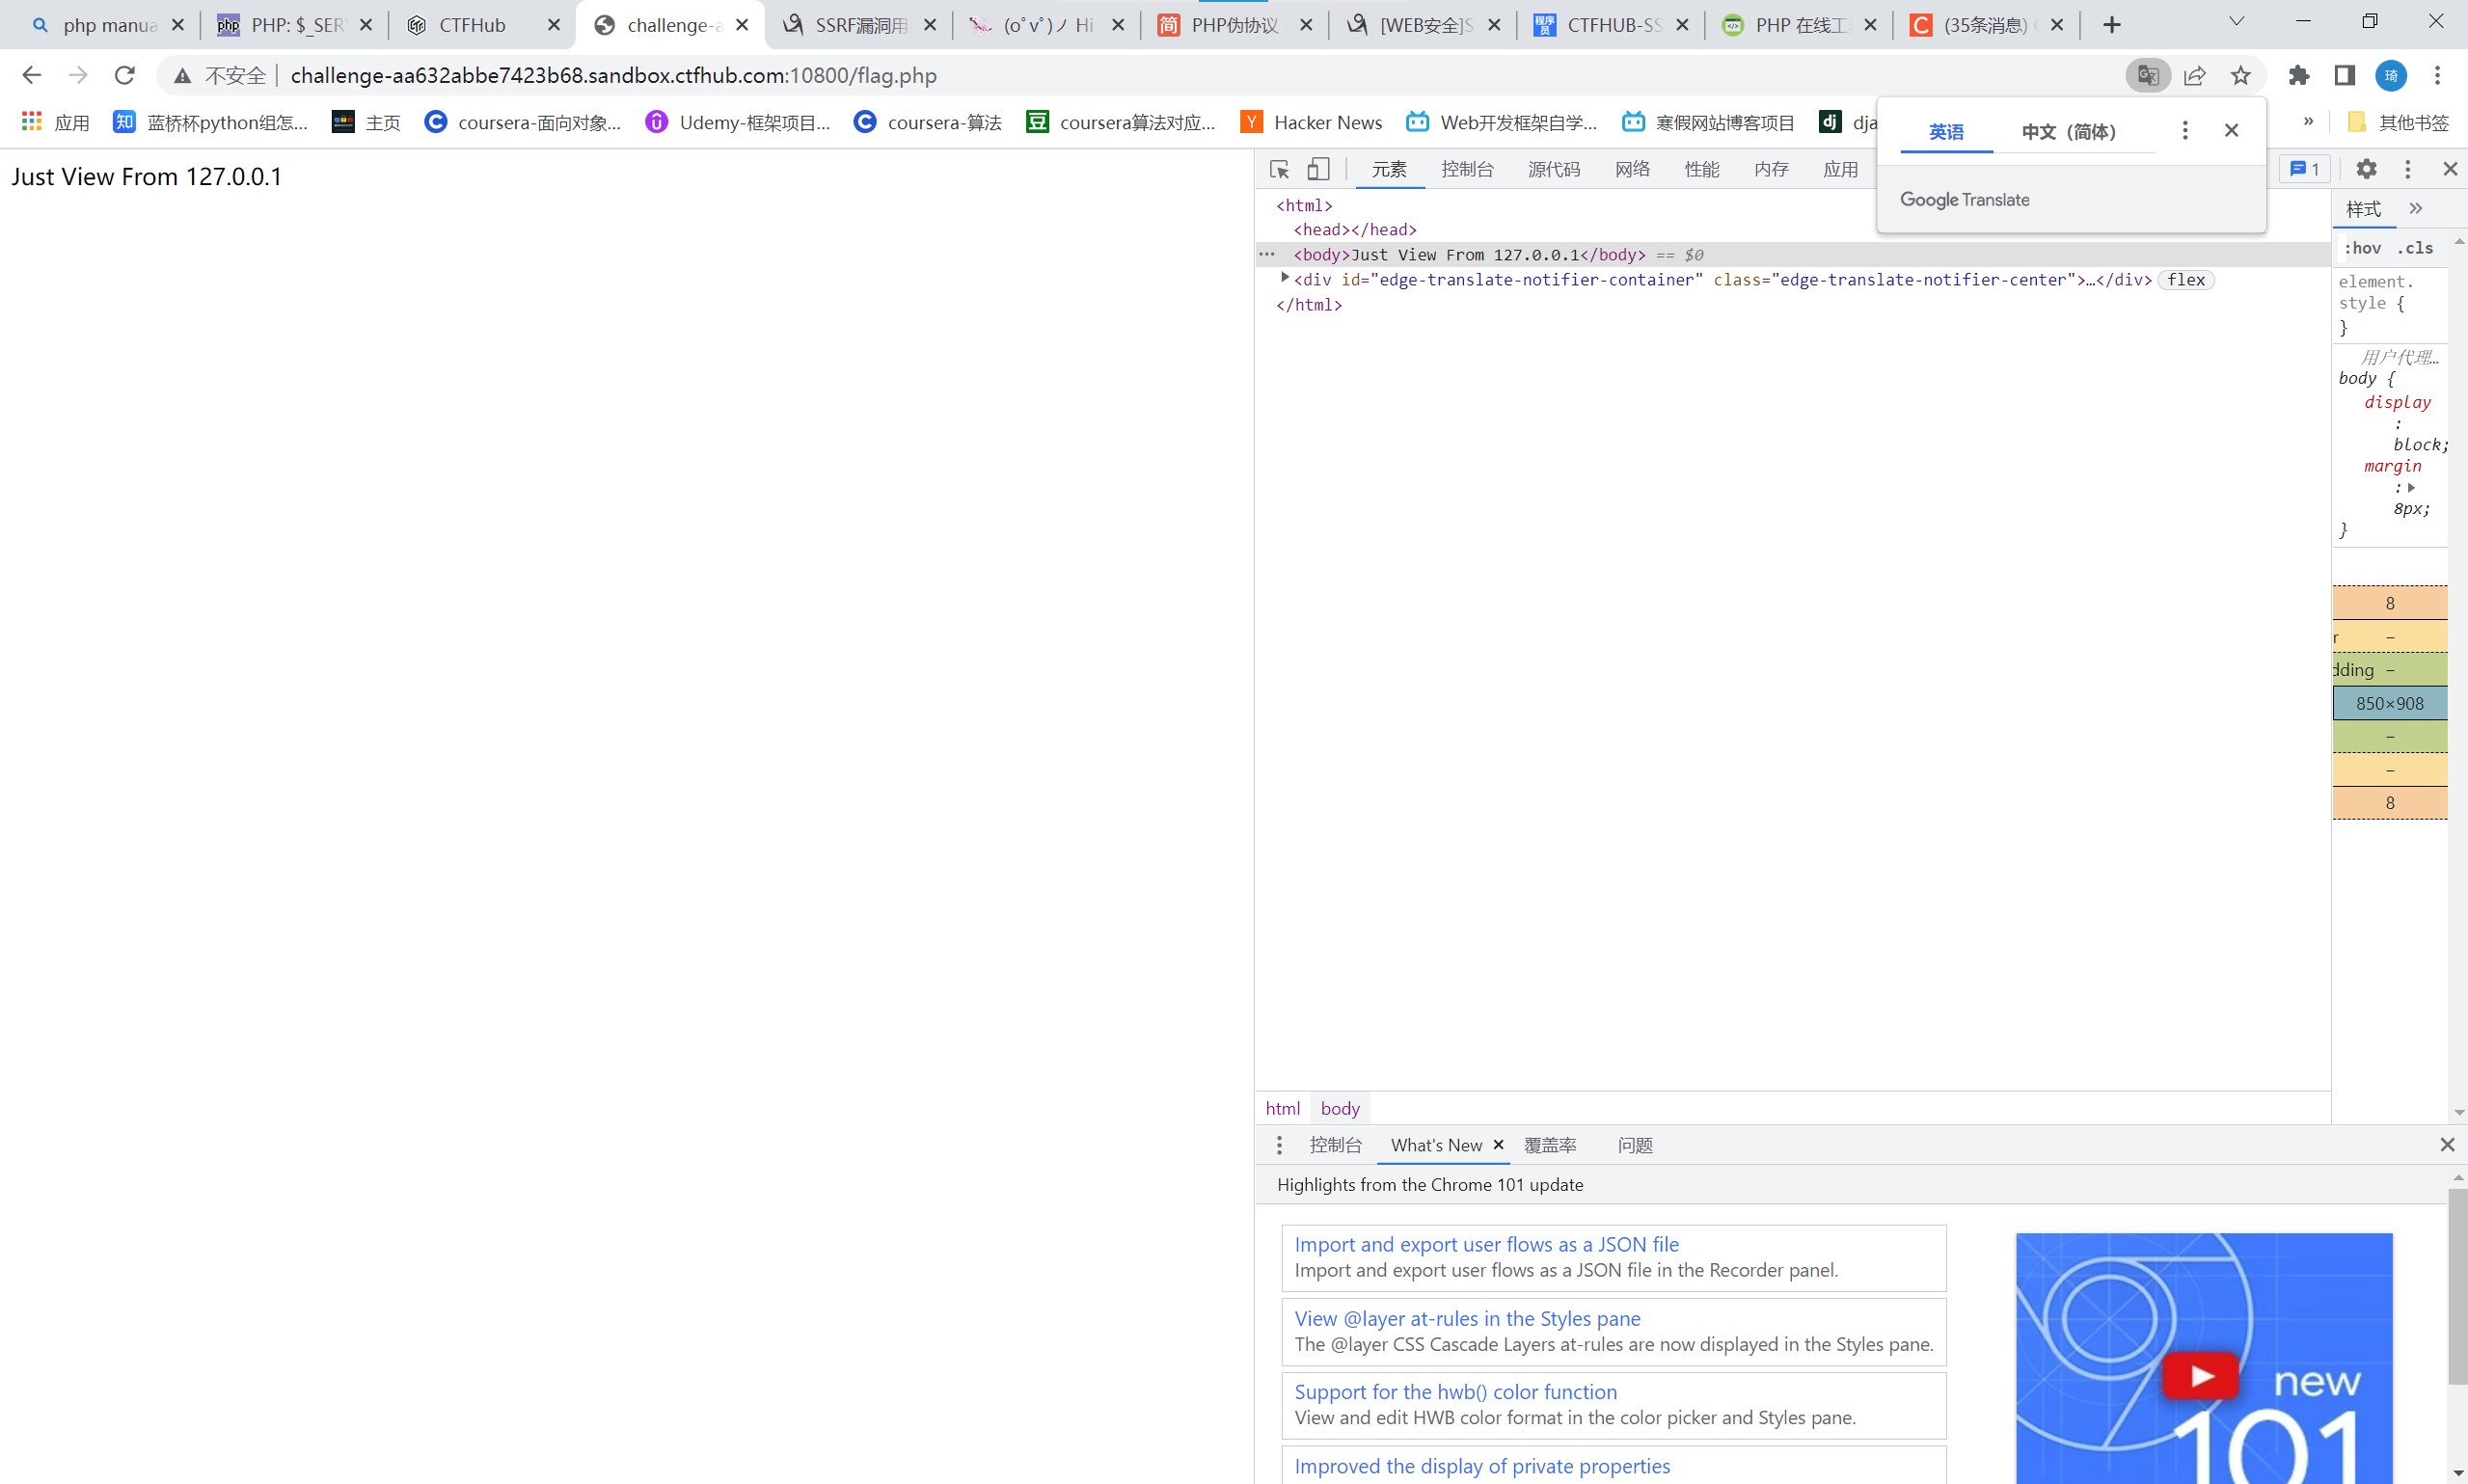 php manua
PHP: $_SER
CTFHub
challenge-a
SSRF漏洞用
(o°v°)ノ Hi
PHP伪协议
[WEB安全]S
CTFHUB-SS
PHP 在线工
(35条消息)
不安全
challenge-aa632abbe7423b68.sandbox.ctfhub.com:10800/flag.php
应用
蓝桥杯python组怎...
主页
coursera-面向对象...
Udemy-框架项目...
coursera-算法
coursera算法对应...
Hacker News
Web开发框架自学...
寒假网站博客项目
dja
»
其他书签
英语
中文（简体）
Google Translate
Just View From 127.0.0.1
元素
控制台
源代码
网络
性能
内存
应用
1
<html>
<head></head>
<body>Just View From 127.0.0.1</body> == $0
<div id="edge-translate-notifier-container" class="edge-translate-notifier-center">…</div> flex
</html>
样式
»
:hov .cls
element.
style {
}
用户代理…
body {
display
:
block;
margin
:
8px;
}
8
r –
dding –
850×908
–
–
8
html body
控制台
What's New
覆盖率
问题
Highlights from the Chrome 101 update
Import and export user flows as a JSON file
Import and export user flows as a JSON file in the Recorder panel.
View @layer at-rules in the Styles pane
The @layer CSS Cascade Layers at-rules are now displayed in the Styles pane.
Support for the hwb() color function
View and edit HWB color format in the color picker and Styles pane.
Improved the display of private properties
new
101